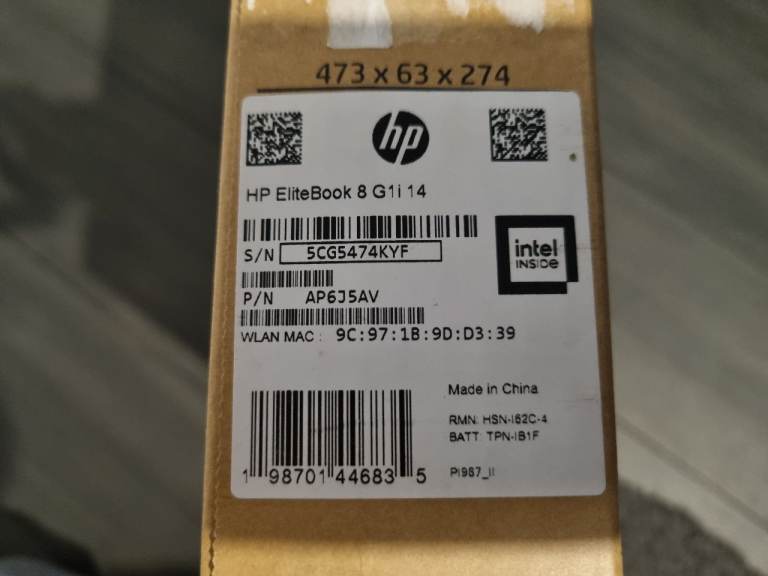 473 x 63 x 274
hp
HP EliteBook 8 G1i 14
S/N 5CG5474KYF
intel
INSIDE
P/N AP6J5AV
WLAN MAC : 9C:97:1B:9D:D3:39
Made in China
RMN: HSN-I62C-4
BATT: TPN-IB1F
1 98701 44683 5
PI987_II